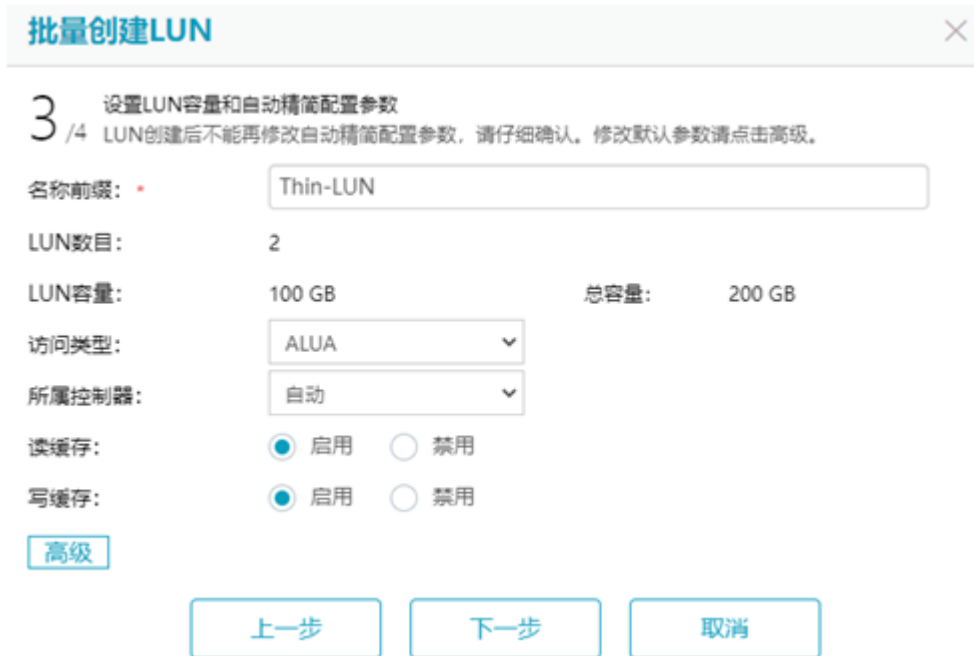 批量创建LUN
3 /4 设置LUN容量和自动精简配置参数
LUN创建后不能再修改自动精简配置参数，请仔细确认。修改默认参数请点击高级。
名称前缀： * Thin-LUN
LUN数目： 2
LUN容量： 100 GB 总容量： 200 GB
访问类型： ALUA
所属控制器： 自动
读缓存： 启用 禁用
写缓存： 启用 禁用
高级
上一步 下一步 取消